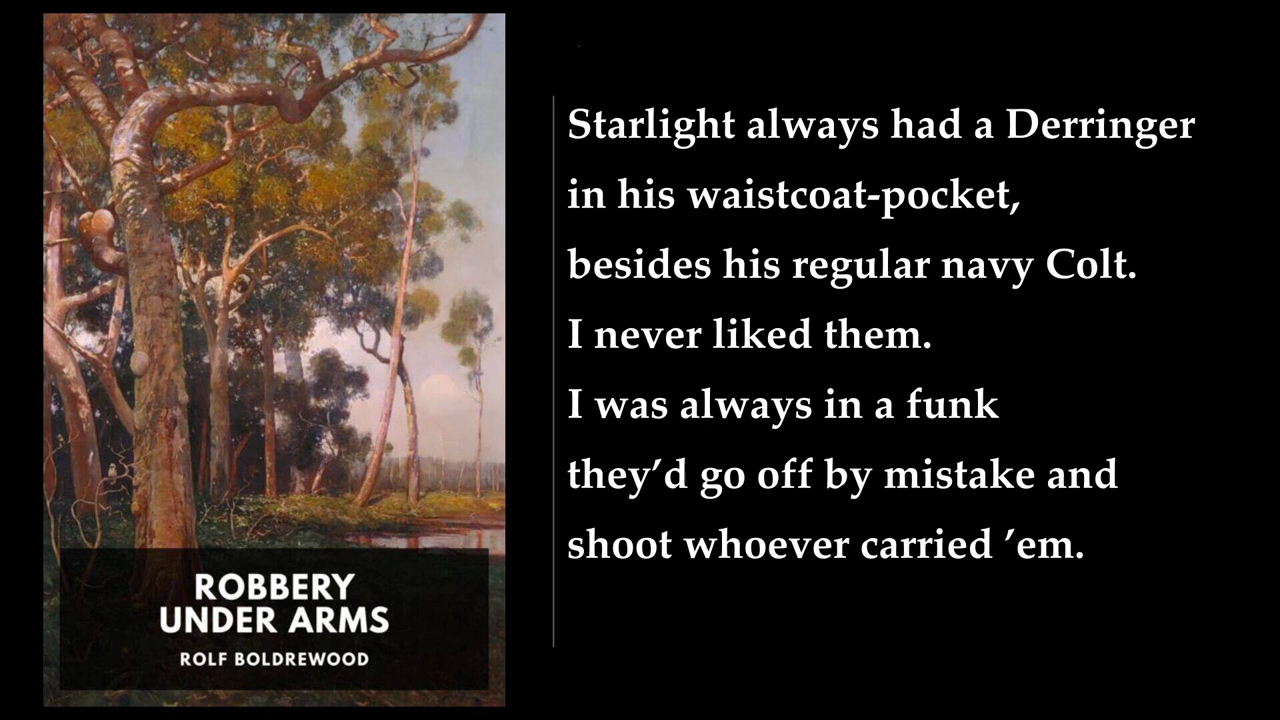 ROBBERY
UNDER ARMS
ROLF BOLDREWOOD
Starlight always had a Derringer
in his waistcoat-pocket,
besides his regular navy Colt.
I never liked them.
I was always in a funk
they’d go off by mistake and
shoot whoever carried ’em.